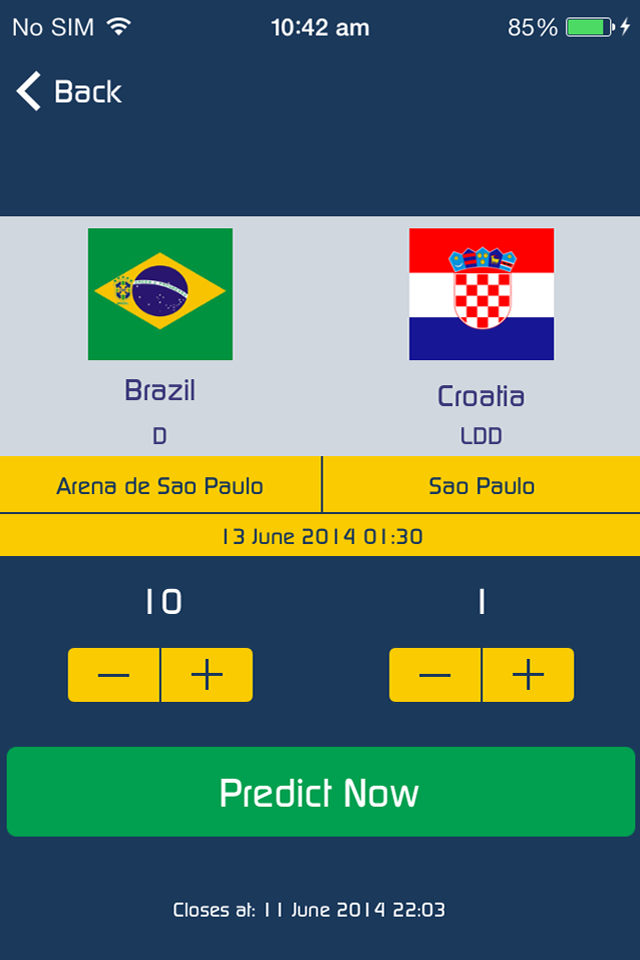 No SIM 10:42 am 85%
Back
Brazil Croatia
D LDD
Arena de Sao Paulo Sao Paulo
13 June 2014 01:30
10 1
− + − +
Predict Now
Closes at: 11 June 2014 22:03